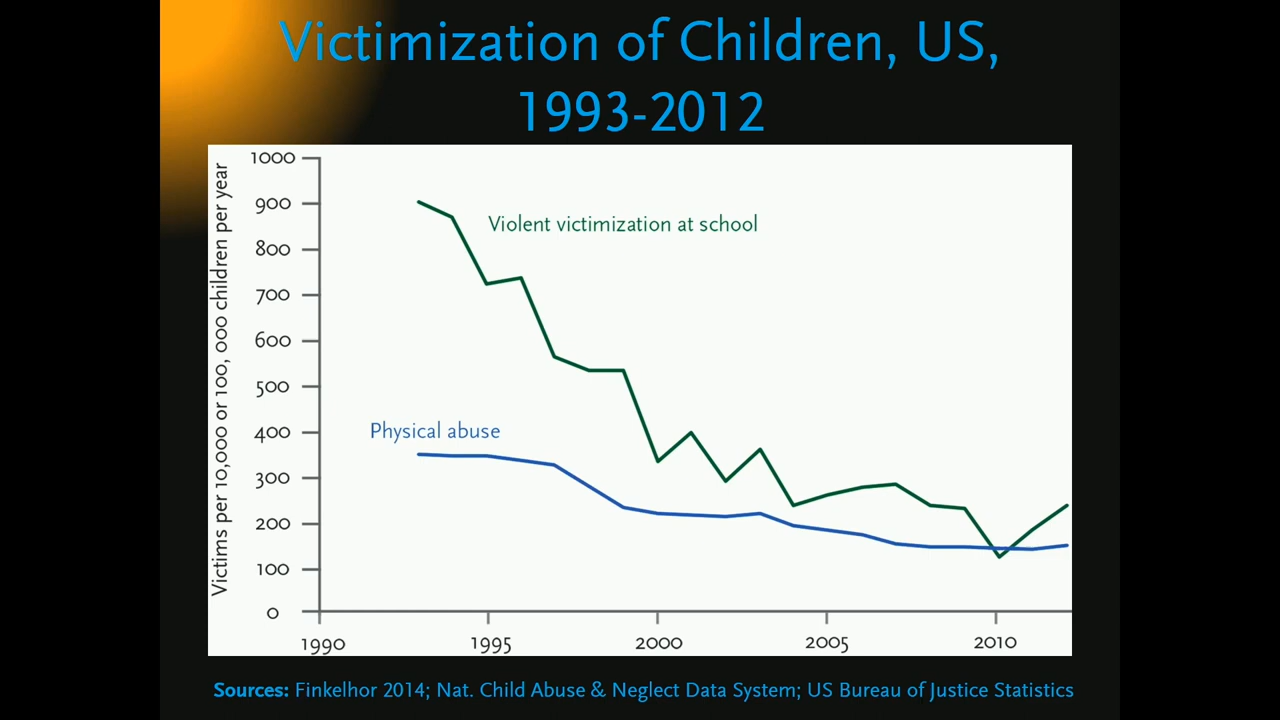 Victimization of Children, US,
1993-2012
Victims per 10,000 or 100, 000 children per year
1000
900
800
700
600
500
400
300
200
100
0
Violent victimization at school
Physical abuse
1990 1995 2000 2005 2010
Sources: Finkelhor 2014; Nat. Child Abuse & Neglect Data System; US Bureau of Justice Statistics